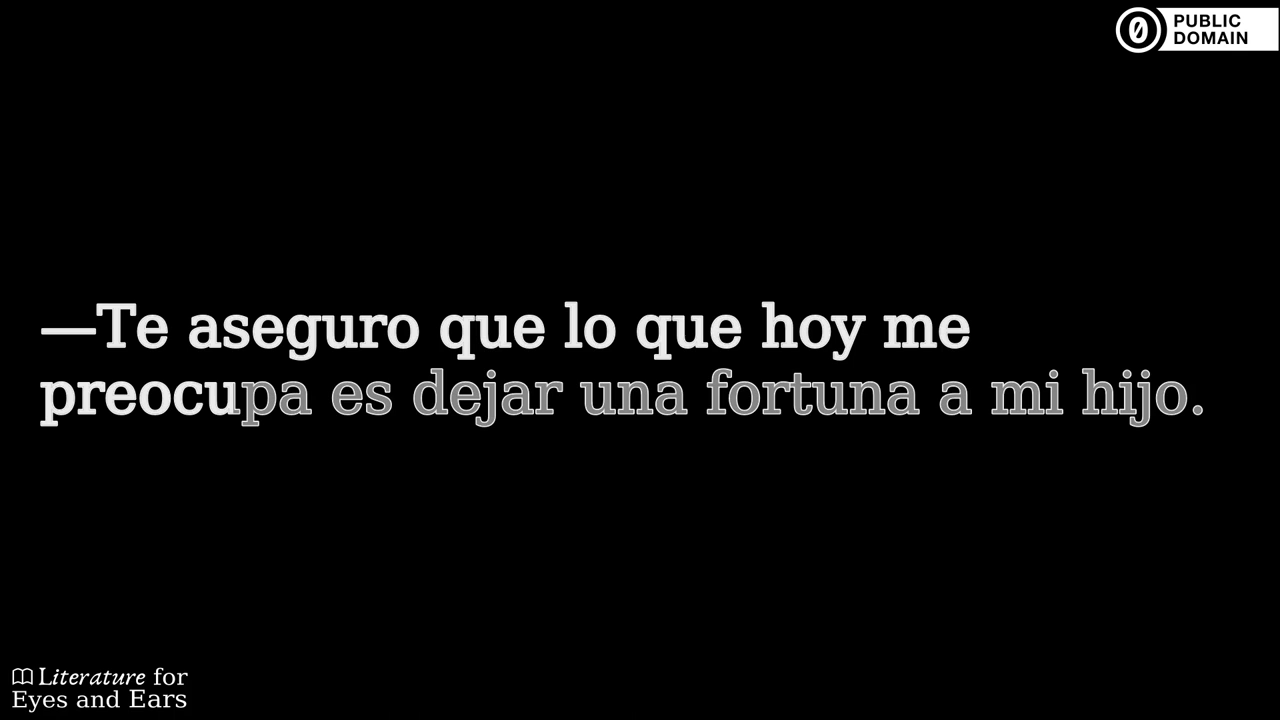 PUBLIC
DOMAIN
—Te aseguro que lo que hoy me
preocupa es dejar una fortuna a mi hijo.
Literature for
Eyes and Ears